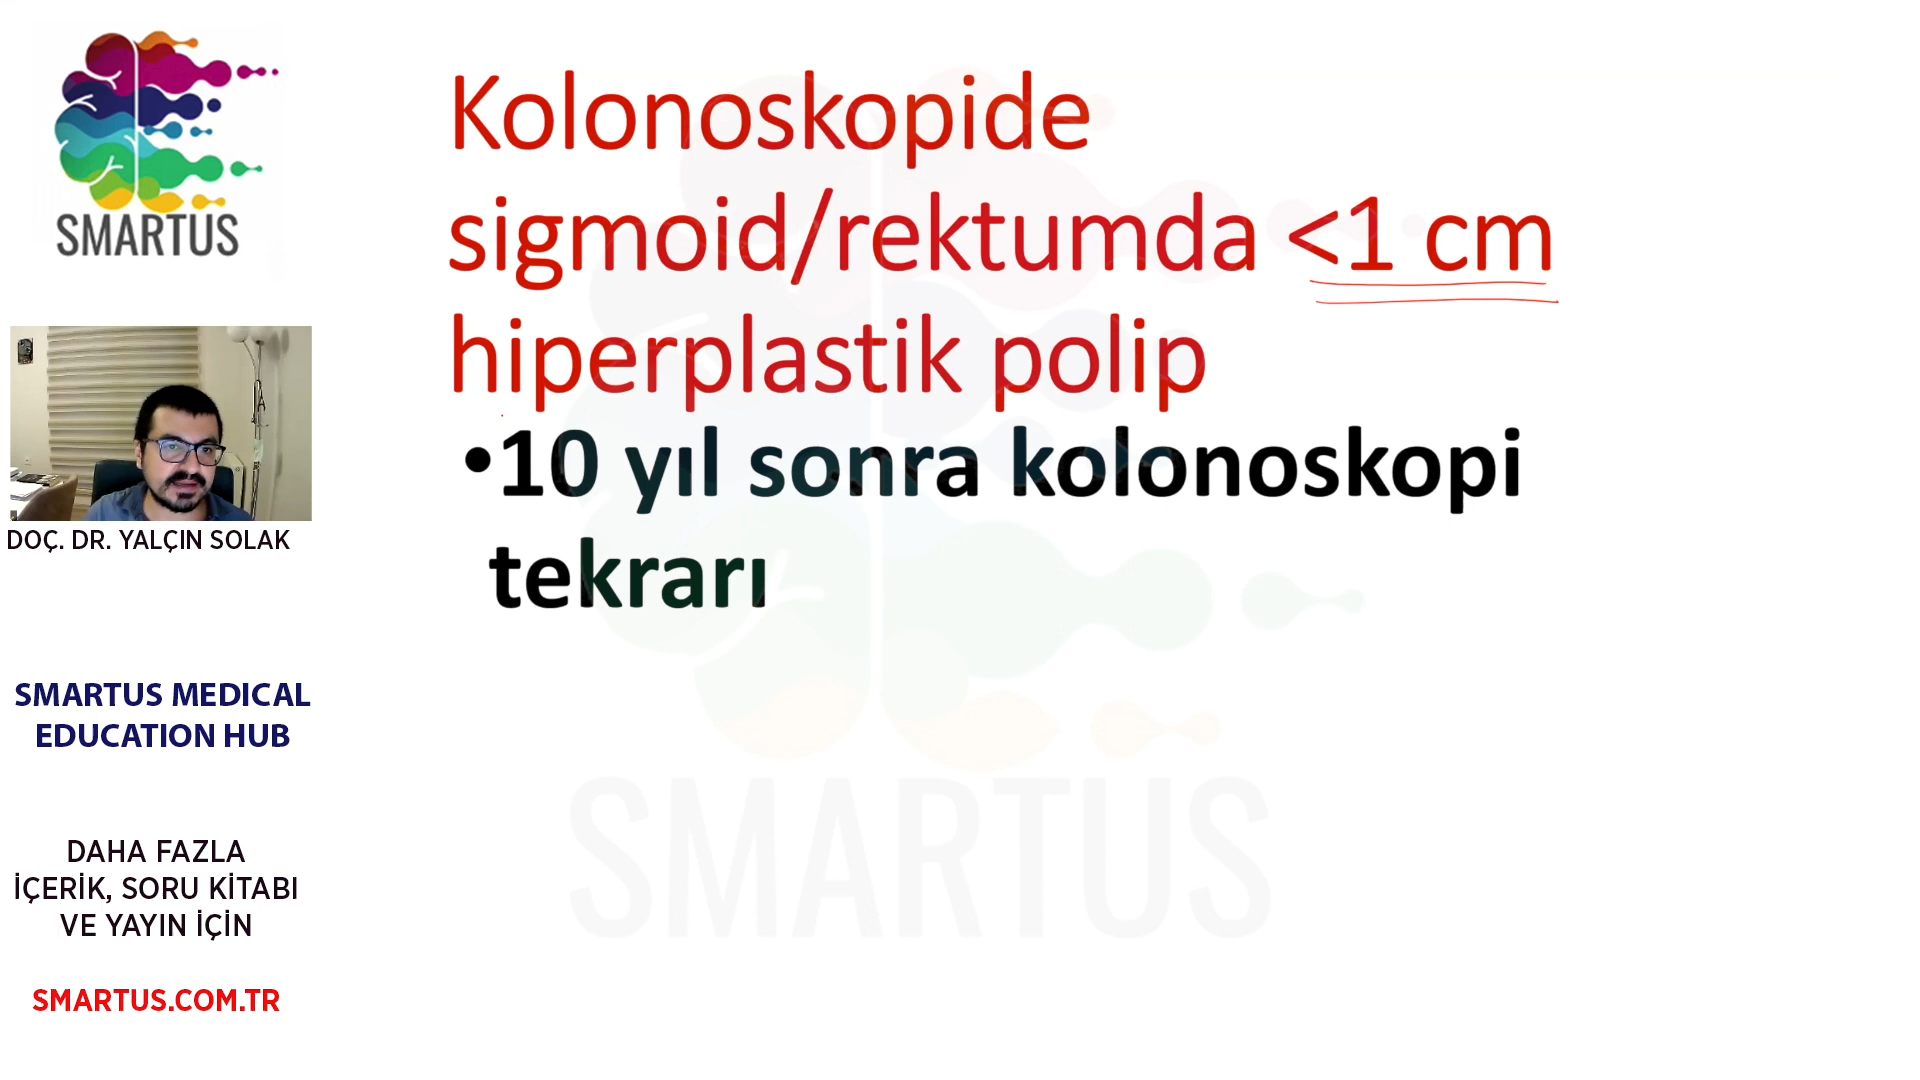 SMARTUS
DOÇ. DR. YALÇIN SOLAK
SMARTUS MEDICAL
EDUCATION HUB
DAHA FAZLA
İÇERİK, SORU KİTABI
VE YAYIN İÇİN
SMARTUS.COM.TR
Kolonoskopide
sigmoid/rektumda <1 cm
hiperplastik polip
•10 yıl sonra kolonoskopi
tekrarı
SMARTUS